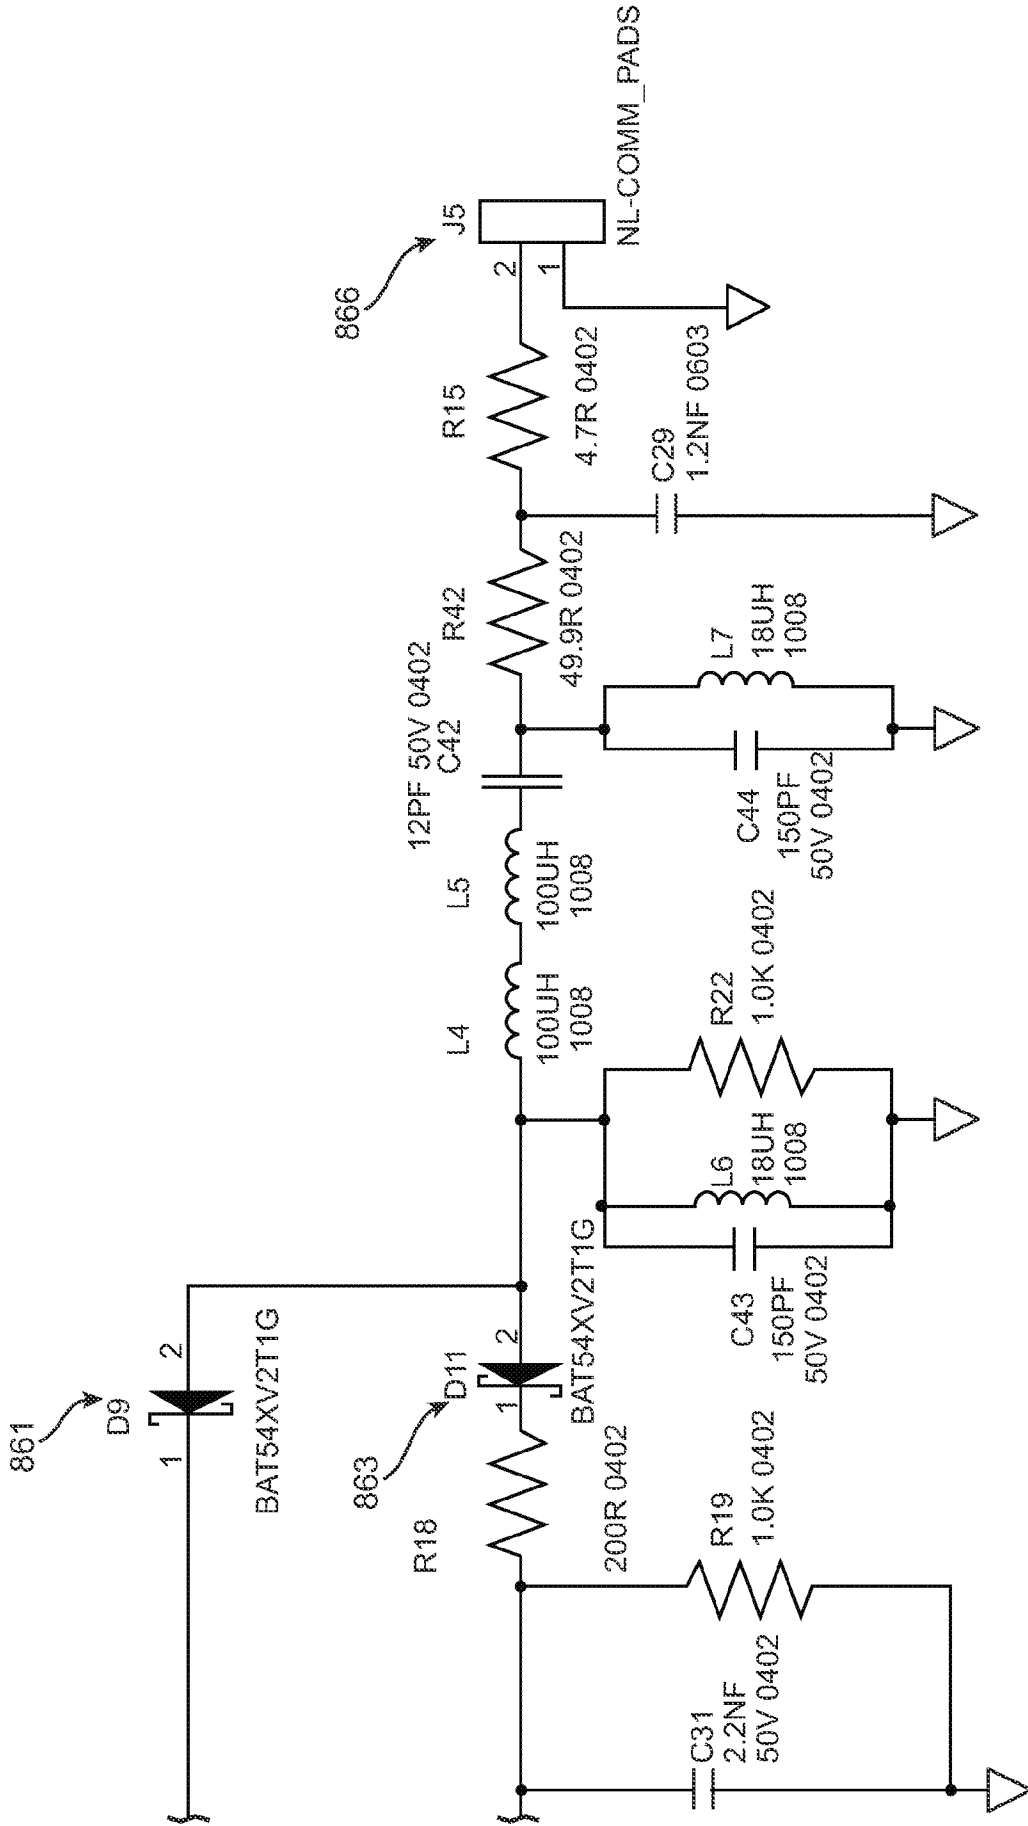 861
D9
1
2
BAT54XV2T1G
863
D11
1
2
BAT54XV2T1G
R18
200R 0402
R19
1.0K 0402
C31
2.2NF
50V 0402
C43
150PF
50V 0402
L6
18UH
1008
R22
1.0K 0402
L4
100UH
1008
L5
100UH
1008
12PF 50V 0402
C42
C44
150PF
50V 0402
L7
18UH
1008
R42
49.9R 0402
C29
1.2NF 0603
R15
4.7R 0402
866
J5
2
1
NL-COMM_PADS